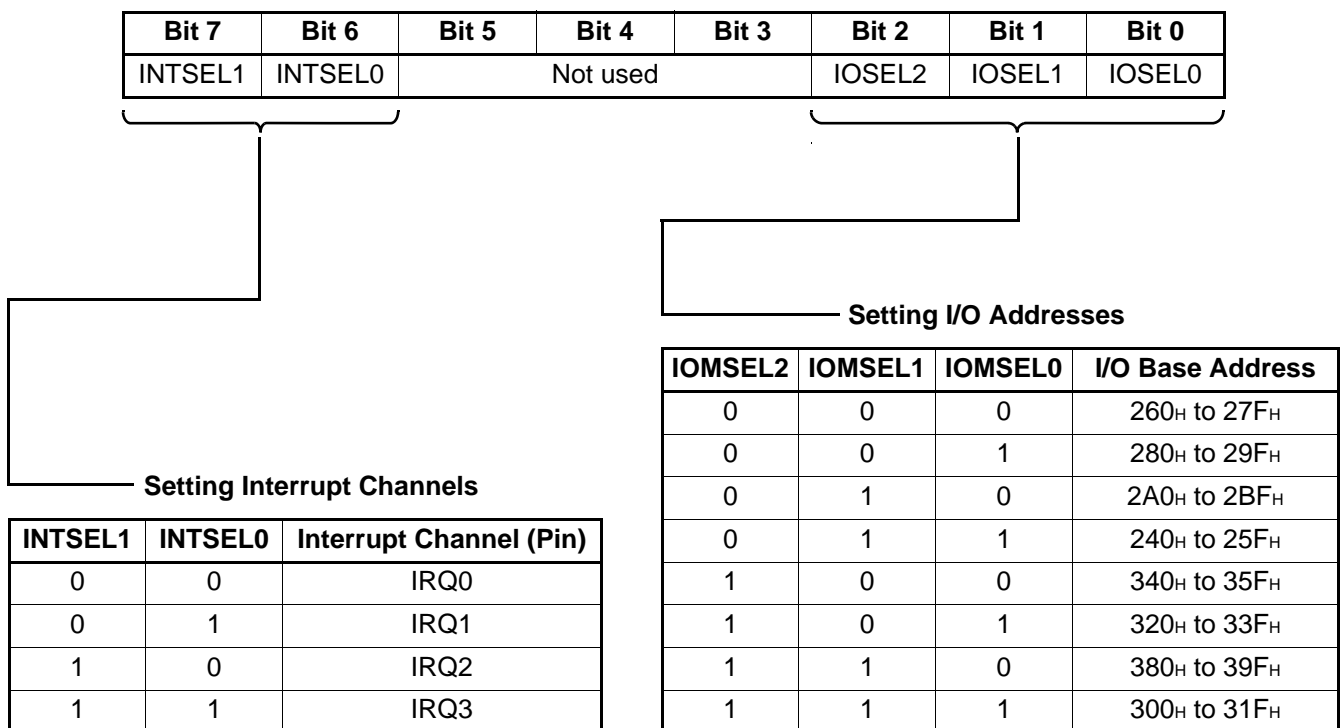 Bit 7 Bit 6 Bit 5 Bit 4 Bit 3 Bit 2 Bit 1 Bit 0
INTSEL1 INTSEL0 Not used IOSEL2 IOSEL1 IOSEL0
Setting I/O Addresses
IOMSEL2 IOMSEL1 IOMSEL0 I/O Base Address
0 0 0 260H to 27FH
0 0 1 280H to 29FH
0 1 0 2A0H to 2BFH
0 1 1 240H to 25FH
1 0 0 340H to 35FH
1 0 1 320H to 33FH
1 1 0 380H to 39FH
1 1 1 300H to 31FH
Setting Interrupt Channels
INTSEL1 INTSEL0 Interrupt Channel (Pin)
0 0 IRQ0
0 1 IRQ1
1 0 IRQ2
1 1 IRQ3